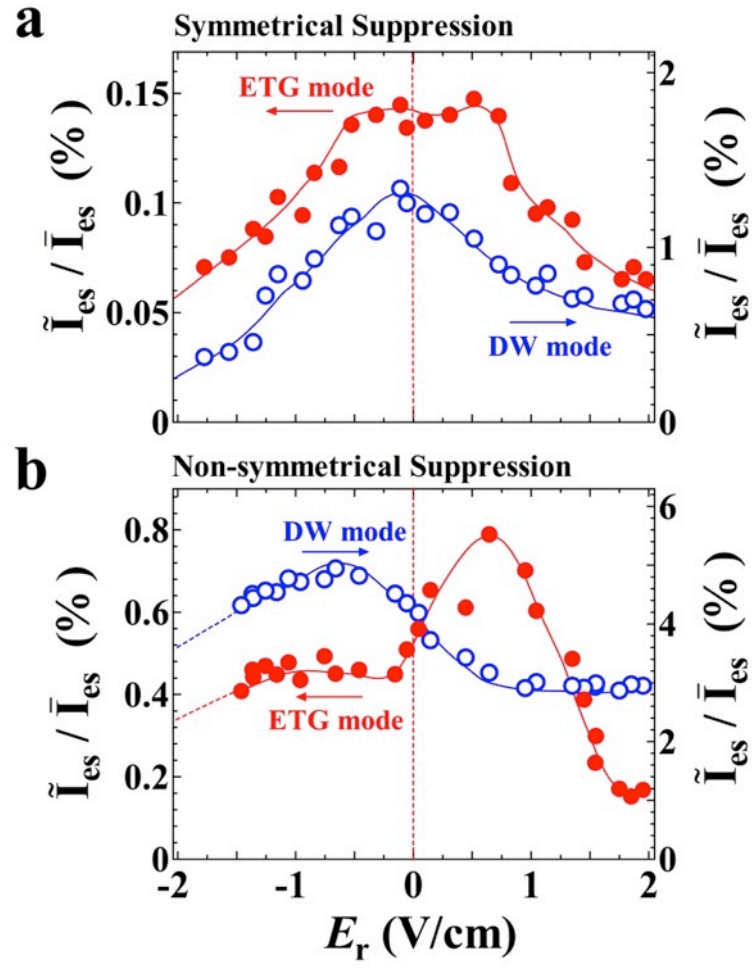 a Symmetrical Suppression
0.15
0.1
0.05
0
Ĩes / Īes (%)
ETG mode
DW mode
2
1
0
Ĩes / Īes (%)
b Non-symmetrical Suppression
0.8
0.6
0.4
0.2
0
Ĩes / Īes (%)
DW mode
ETG mode
6
4
2
0
Ĩes / Īes (%)
-2 -1 0 1 2
Er (V/cm)